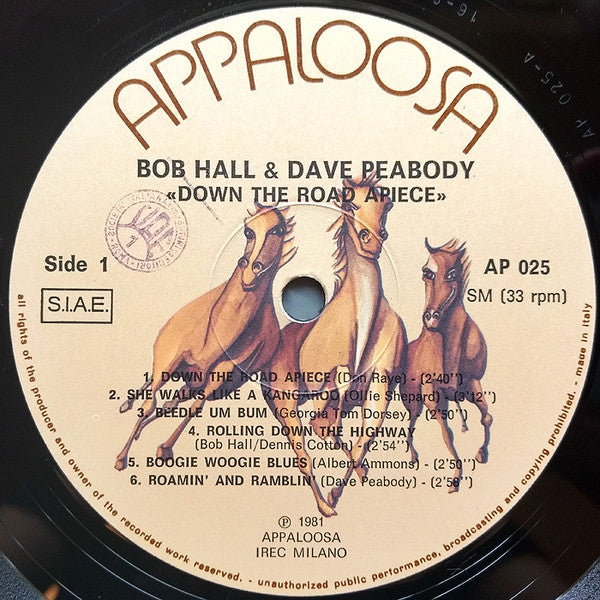 APPALOOSA
BOB HALL & DAVE PEABODY
«DOWN THE ROAD APIECE»
Side 1
AP 025
S.I.A.E.
SM (33 rpm)
1. DOWN THE ROAD APIECE (Don Raye) - (2'40'')
2. SHE WALKS LIKE A KANGAROO (Ollie Shepard) - (3'12'')
3. BEEDLE UM BUM (Georgia Tom Dorsey) - (2'50'')
4. ROLLING DOWN THE HIGHWAY
(Bob Hall/Dennis Cotton) - (2'54'')
5. BOOGIE WOOGIE BLUES (Albert Ammons) - (2'50'')
6. ROAMIN' AND RAMBLIN' (Dave Peabody) - (2'58'')
℗ 1981
APPALOOSA
IREC MILANO
all rights of the producer and owner of the recorded work reserved. - unauthorized public performance, broadcasting and copying prohibited. - made in italy
025-A